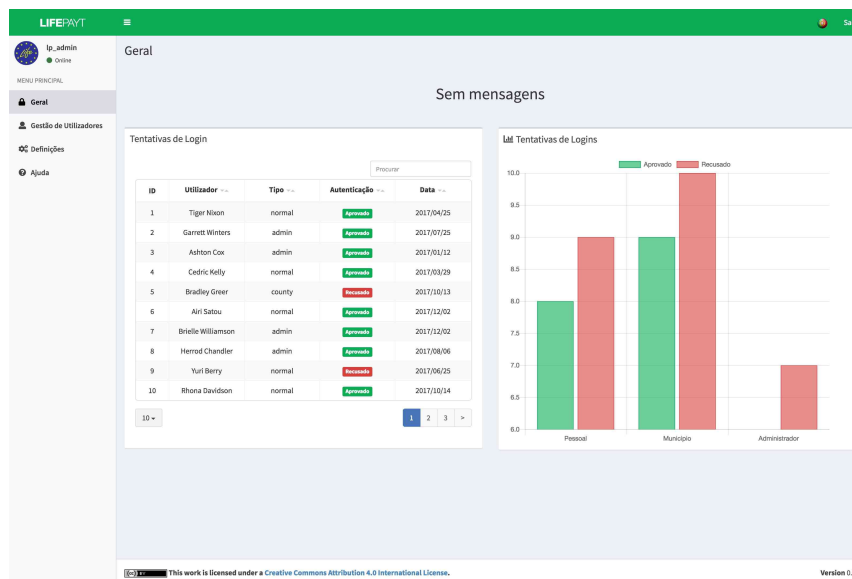 LIFEPAYT
Sa
lp_admin
Online
MENU PRINCIPAL
Geral
Gestão de Utilizadores
Definições
Ajuda
Geral
Sem mensagens
Tentativas de Login
Procurar
ID Utilizador Tipo Autenticação Data
1 Tiger Nixon normal Aprovado 2017/04/25
2 Garrett Winters admin Aprovado 2017/07/25
3 Ashton Cox admin Aprovado 2017/01/12
4 Cedric Kelly normal Aprovado 2017/03/29
5 Bradley Greer county Recusado 2017/10/13
6 Airi Satou normal Aprovado 2017/12/02
7 Brielle Williamson admin Aprovado 2017/12/02
8 Herrod Chandler admin Aprovado 2017/08/06
9 Yuri Berry normal Recusado 2017/06/25
10 Rhona Davidson normal Aprovado 2017/10/14
10
1 2 3 >
Tentativas de Logins
Aprovado Recusado
10.0
9.5
9.0
8.5
8.0
7.5
7.0
6.5
6.0
Pessoal Município Administrador
This work is licensed under a Creative Commons Attribution 4.0 International License.
Version 0.